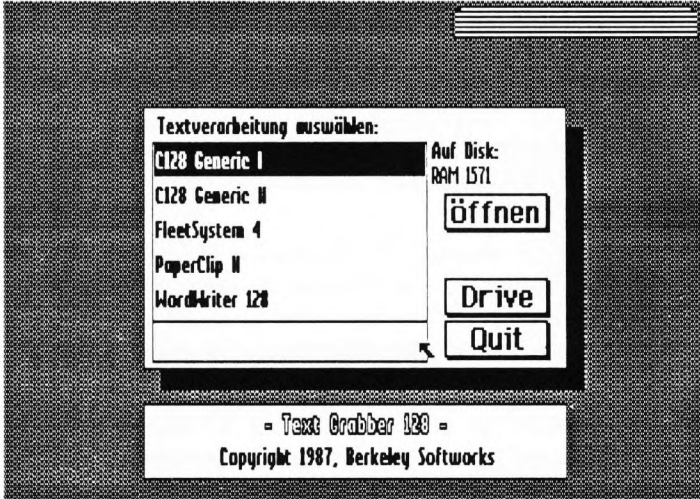 Textverarbeitung auswählen:
C128 Generic I
C128 Generic II
FleetSystem 4
PaperClip II
WordWriter 128
Auf Disk:
RAM 1571
Öffnen
Drive
Quit
- Text Grabber 128 -
Copyright 1987, Berkeley Softworks